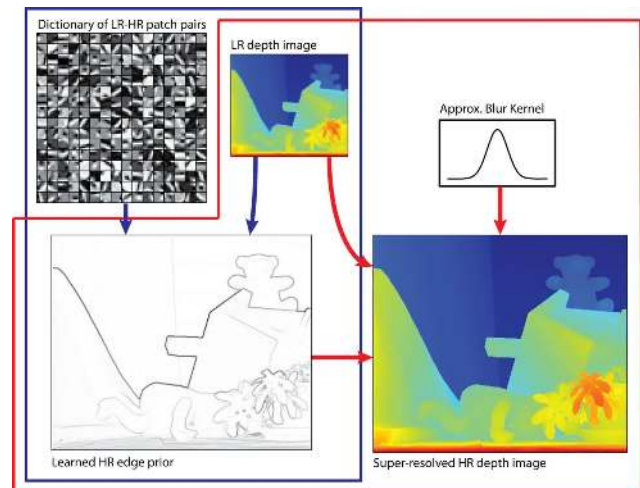 Dictionary of LR-HR patch pairs
LR depth image
Approx. Blur Kernel
Learned HR edge prior
Super-resolved HR depth image